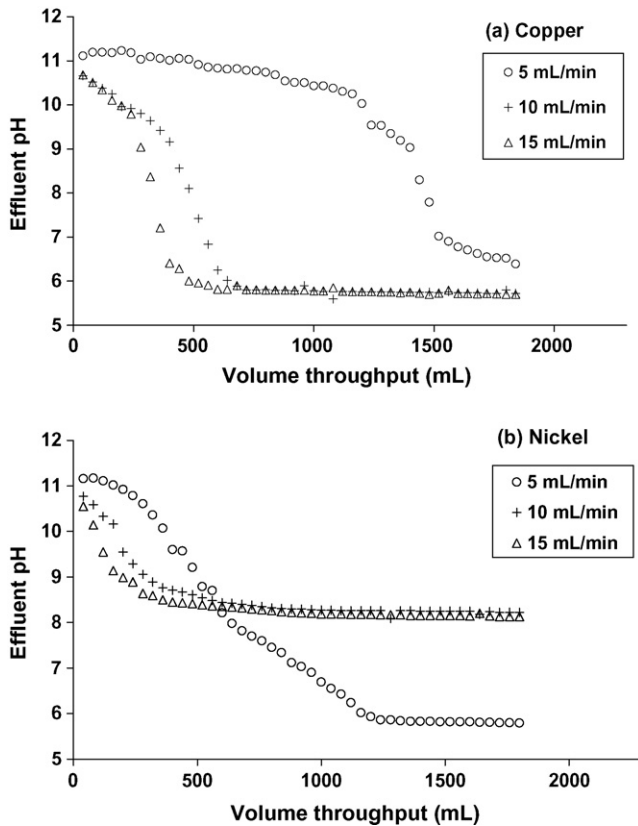 (a) Copper
12
11
10
9
8
7
6
5
Effluent pH
○ 5 mL/min
+ 10 mL/min
△ 15 mL/min
0 500 1000 1500 2000
Volume throughput (mL)
(b) Nickel
12
11
10
9
8
7
6
5
Effluent pH
○ 5 mL/min
+ 10 mL/min
△ 15 mL/min
0 500 1000 1500 2000
Volume throughput (mL)